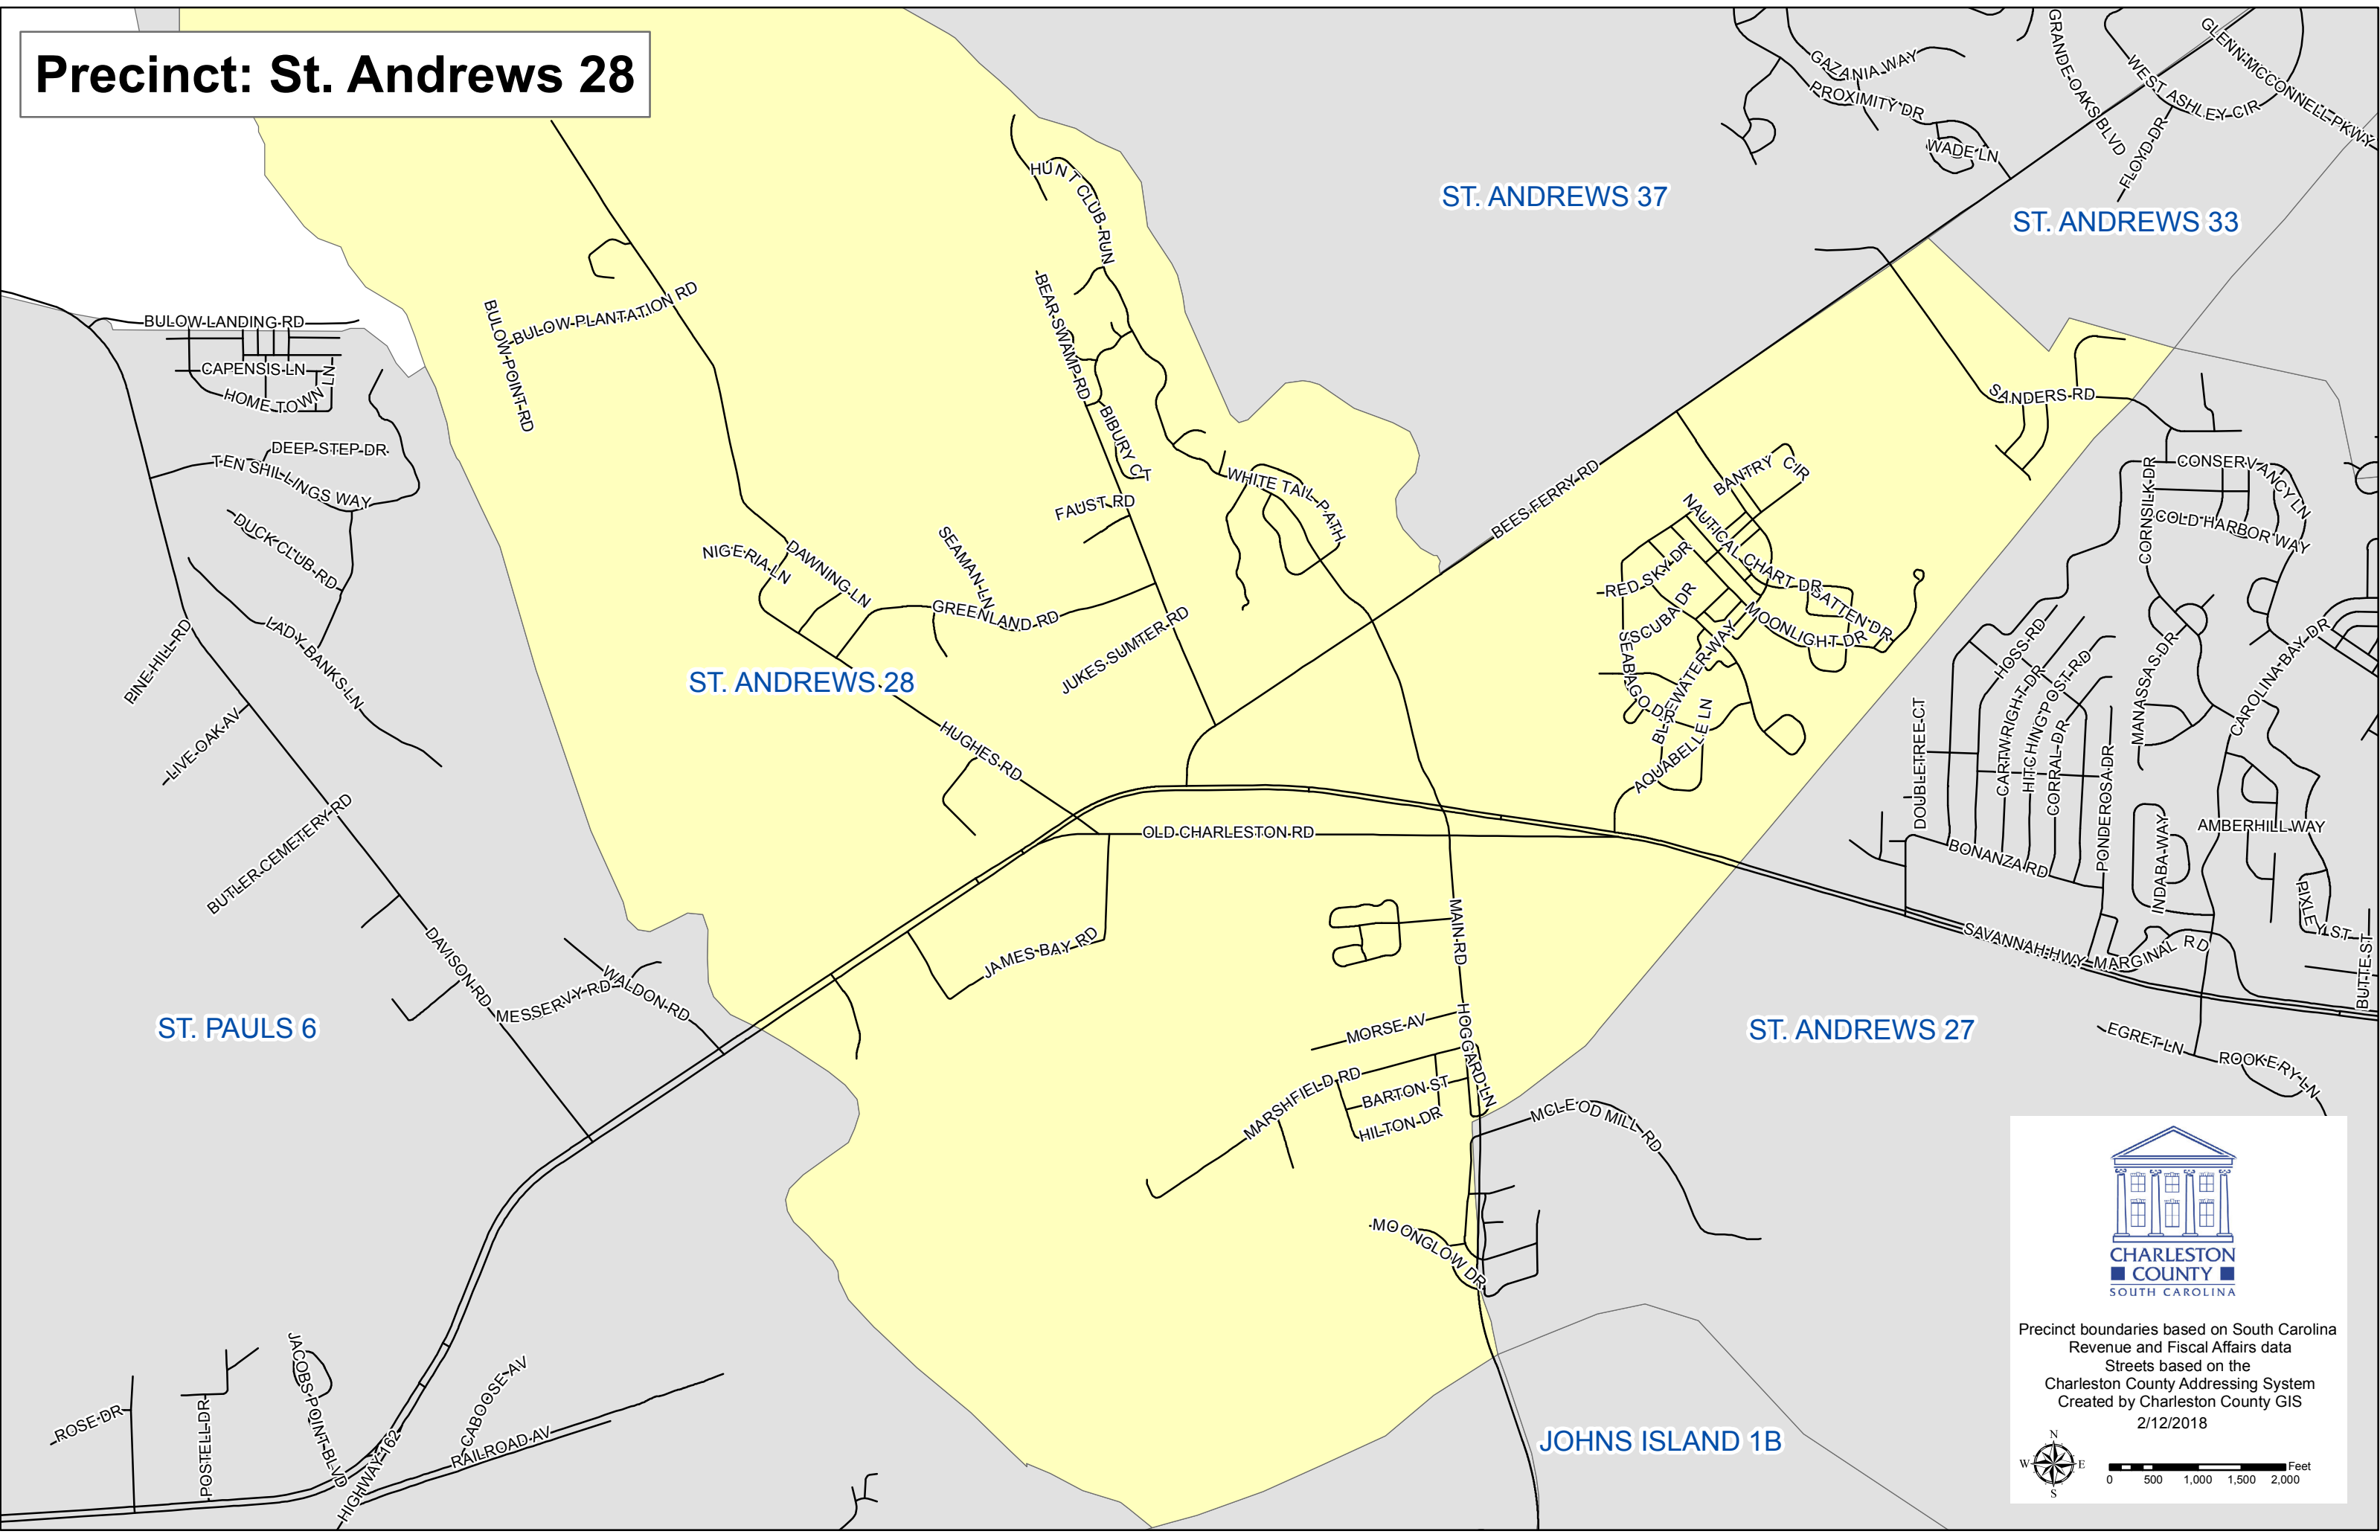 Precinct: St. Andrews 28
GAZANIA WAY
PROXIMITY DR
WADE LN
GRANDE OAKS BLVD
WEST ASHLEY CIR
GLENN MCCONNELL PKWY
FLOYD DR
ST. ANDREWS 37
ST. ANDREWS 33
HUNT CLUB RUN
BEAR SWAMP RD
BULOW PLANTATION RD
BULOW POINT RD
BULOW LANDING RD
CAPENSIS LN
HOME TOWN LN
DEEP STEP DR
TEN SHILLINGS WAY
DUCK CLUB RD
LADY BANKS LN
BIBURY CT
WHITE TAIL PATH
FAUST RD
SEAMAN LN
NIGERIA LN
DAWNING LN
GREENLAND RD
JUKES SUMTER RD
BEES FERRY RD
SANDERS RD
BANTRY CIR
NAUTICAL CHART DR
RED SKY DR
SCUBA DR
BATTEN DR
MOONLIGHT DR
SEABAGO DR
BLUEWATER WAY
AQUABELLE LN
CONSERVANCY LN
CORNSILK DR
COLD HARBOR WAY
HOSS RD
CARTWRIGHT DR
HITCHING POST RD
CORRAL DR
PONDEROSA DR
MANASSAS DR
CAROLINA BAY DR
DOUBLETREE CT
BONANZA RD
INDABA WAY
AMBERHILL WAY
PIXLEY ST
BUTTE ST
SAVANNAH HWY
MARGINAL RD
PINE HILL RD
LIVE OAK AV
BUTLER CEMETERY RD
ST. ANDREWS 28
HUGHES RD
OLD CHARLESTON RD
JAMES BAY RD
MAIN RD
DAVISON RD
MESSERVY RD
WALDON RD
ST. PAULS 6
ST. ANDREWS 27
EGRET LN
ROOKERY LN
MORSE AV
HOGGARD LN
MARSHFIELD RD
BARTON ST
HILTON DR
MCLEOD MILL RD
MOONGLOW DR
ROSE DR
POSTELL DR
JACOBS POINT BLVD
HIGHWAY 162
CABOOSE AV
RAILROAD AV
JOHNS ISLAND 1B
CHARLESTON
COUNTY
SOUTH CAROLINA
Precinct boundaries based on South Carolina
Revenue and Fiscal Affairs data
Streets based on the
Charleston County Addressing System
Created by Charleston County GIS
2/12/2018
N
W E
S
Feet
0 500 1,000 1,500 2,000